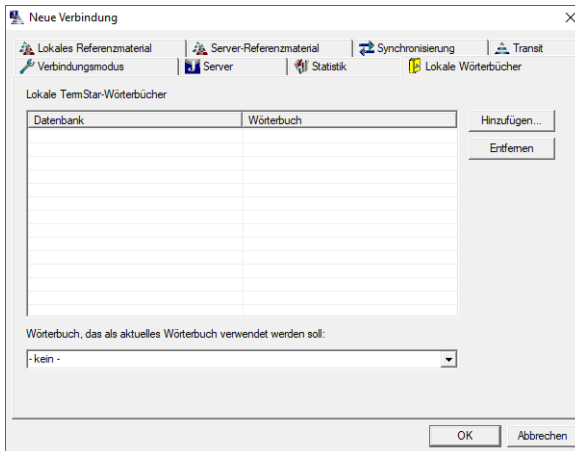 Neue Verbindung
Lokales Referenzmaterial
Server-Referenzmaterial
Synchronisierung
Transit
Verbindungsmodus
Server
Statistik
Lokale Wörterbücher
Lokale TermStar-Wörterbücher
Datenbank
Wörterbuch
Hinzufügen...
Entfernen
Wörterbuch, das als aktuelles Wörterbuch verwendet werden soll:
- kein -
OK
Abbrechen